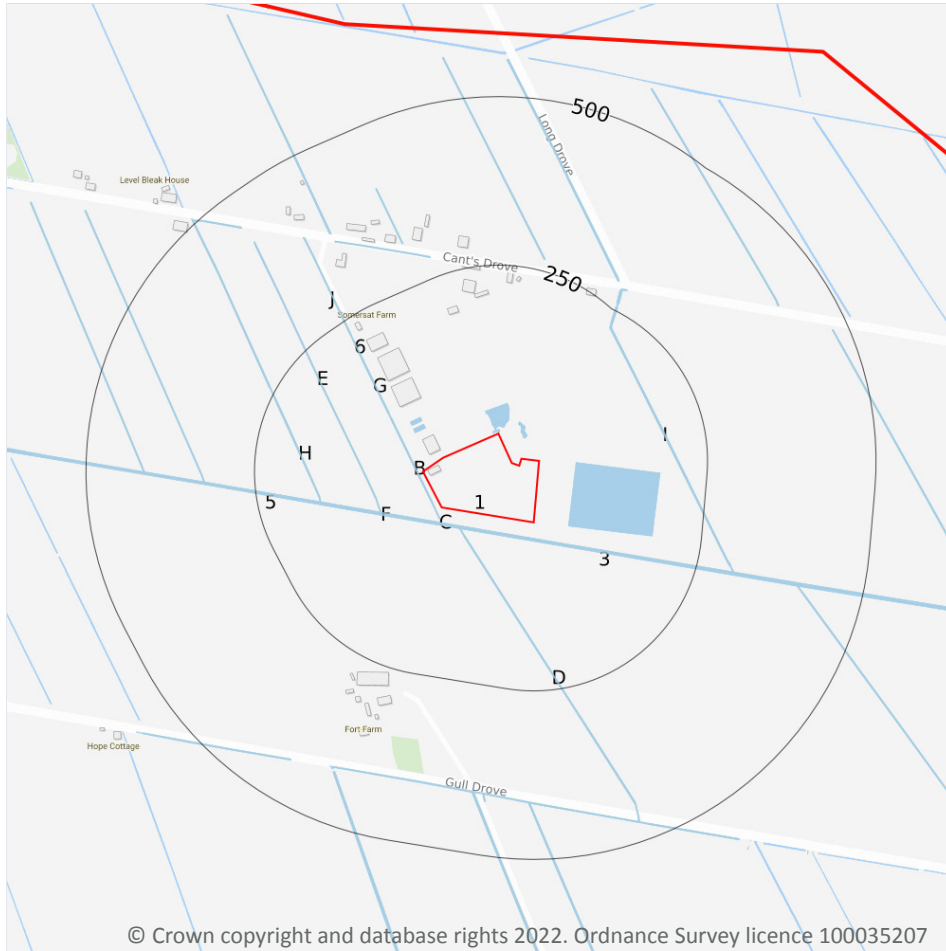 500
Long Drove
Level Bleak House
Cant's Drove
250
J
Somersat Farm
6
E
G
H
I
B
5
1
F
C
3
D
Fort Farm
Hope Cottage
Gull Drove
© Crown copyright and database rights 2022. Ordnance Survey licence 100035207